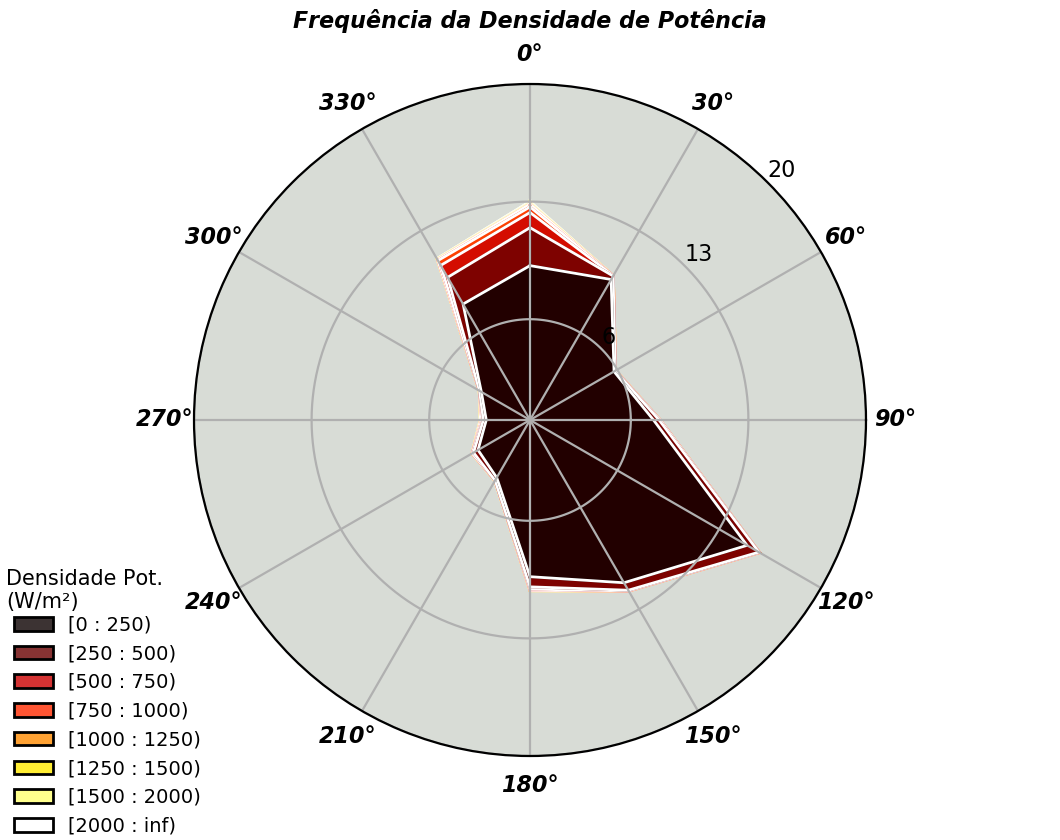 Frequência da Densidade de Potência
0°
330°
30°
20
300°
60°
13
6
270°
90°
Densidade Pot.
(W/m²)
240°
120°
[0 : 250)
[250 : 500)
[500 : 750)
[750 : 1000)
210°
150°
[1000 : 1250)
[1250 : 1500)
180°
[1500 : 2000)
[2000 : inf)